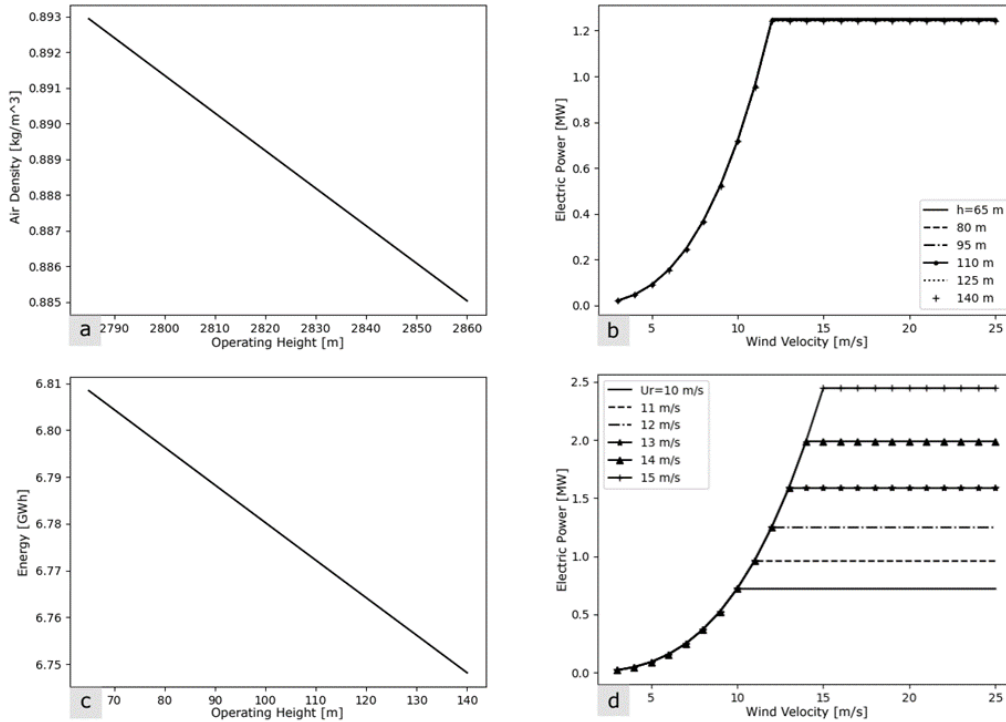 0.893
0.892
0.891
0.890
0.889
0.888
0.887
0.886
0.885
Air Density [kg/m^3]
a
2790 2800 2810 2820 2830 2840 2850 2860
Operating Height [m]
1.2
1.0
0.8
0.6
0.4
0.2
0.0
Electric Power [MW]
h=65 m
80 m
95 m
110 m
125 m
140 m
b
5 10 15 20 25
Wind Velocity [m/s]
6.81
6.80
6.79
6.78
6.77
6.76
6.75
Energy [GWh]
c
70 80 90 100 110 120 130 140
Operating Height [m]
2.5
2.0
1.5
1.0
0.5
0.0
Electric Power [MW]
Ur=10 m/s
11 m/s
12 m/s
13 m/s
14 m/s
15 m/s
d
5 10 15 20 25
Wind Velocity [m/s]